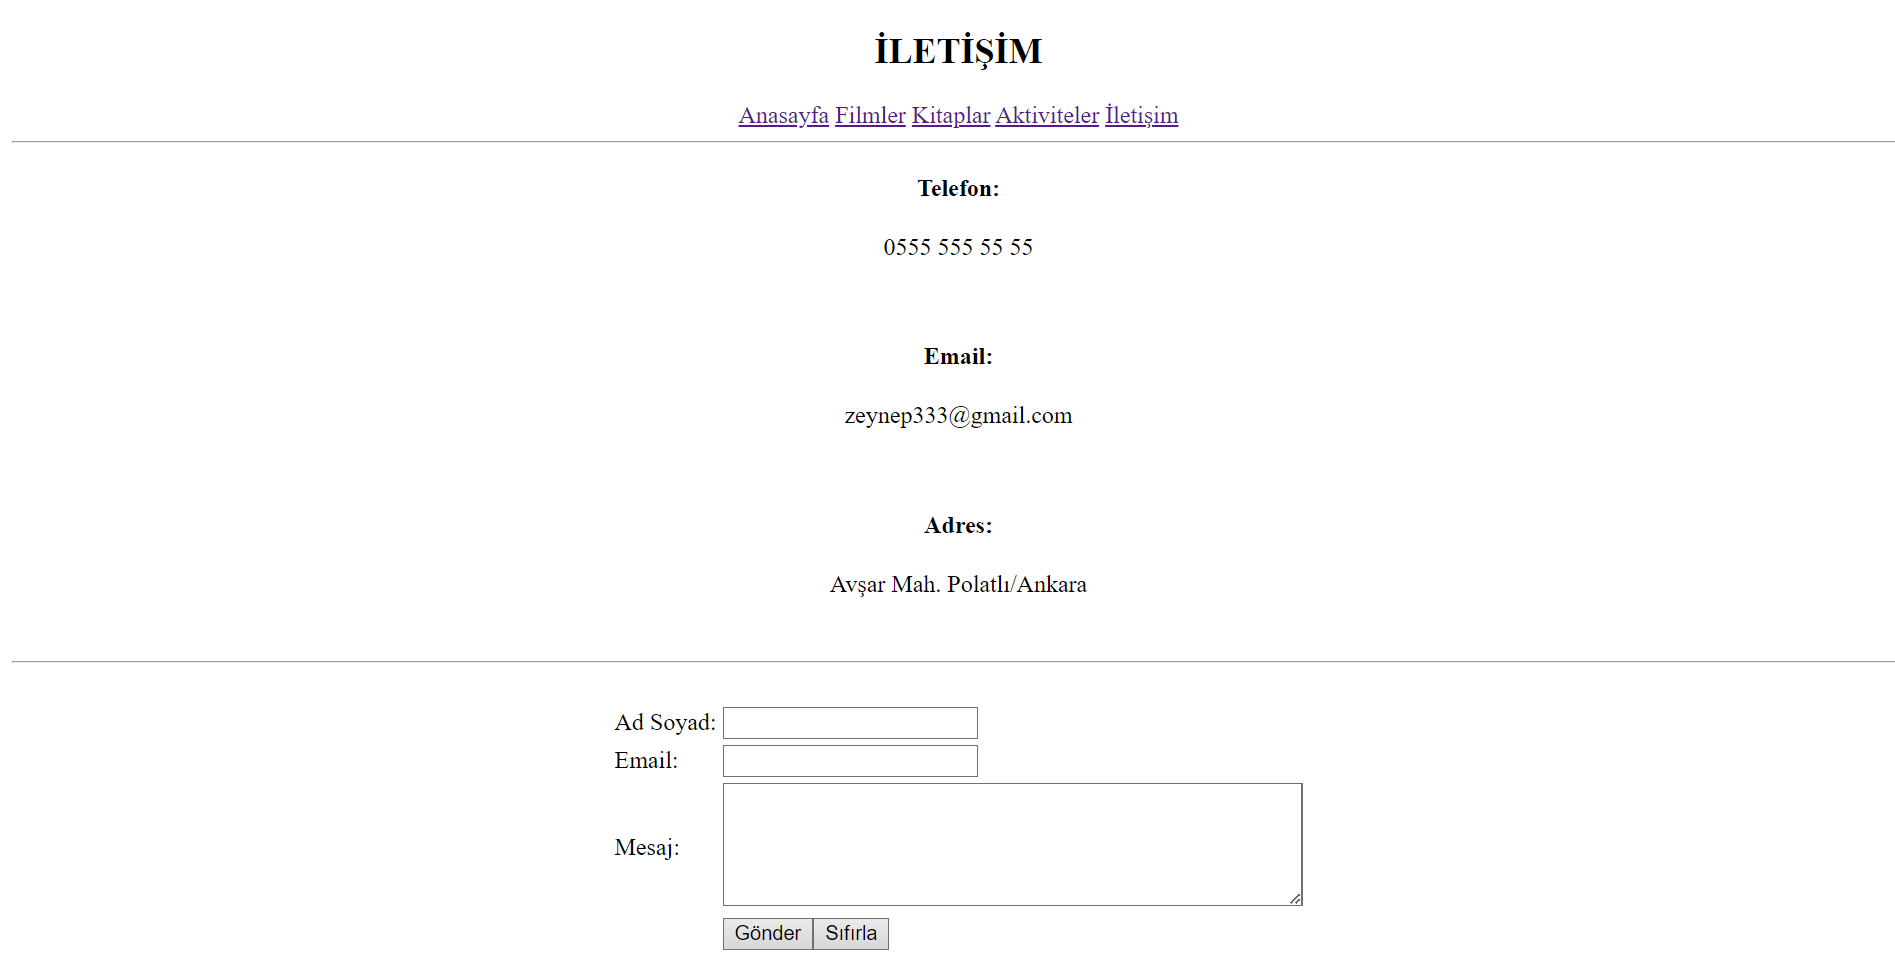 İLETİŞİM
Anasayfa Filmler Kitaplar Aktiviteler İletişim
Telefon:
0555 555 55 55
Email:
zeynep333@gmail.com
Adres:
Avşar Mah. Polatlı/Ankara
Ad Soyad:
Email:
Mesaj:
Gönder Sıfırla